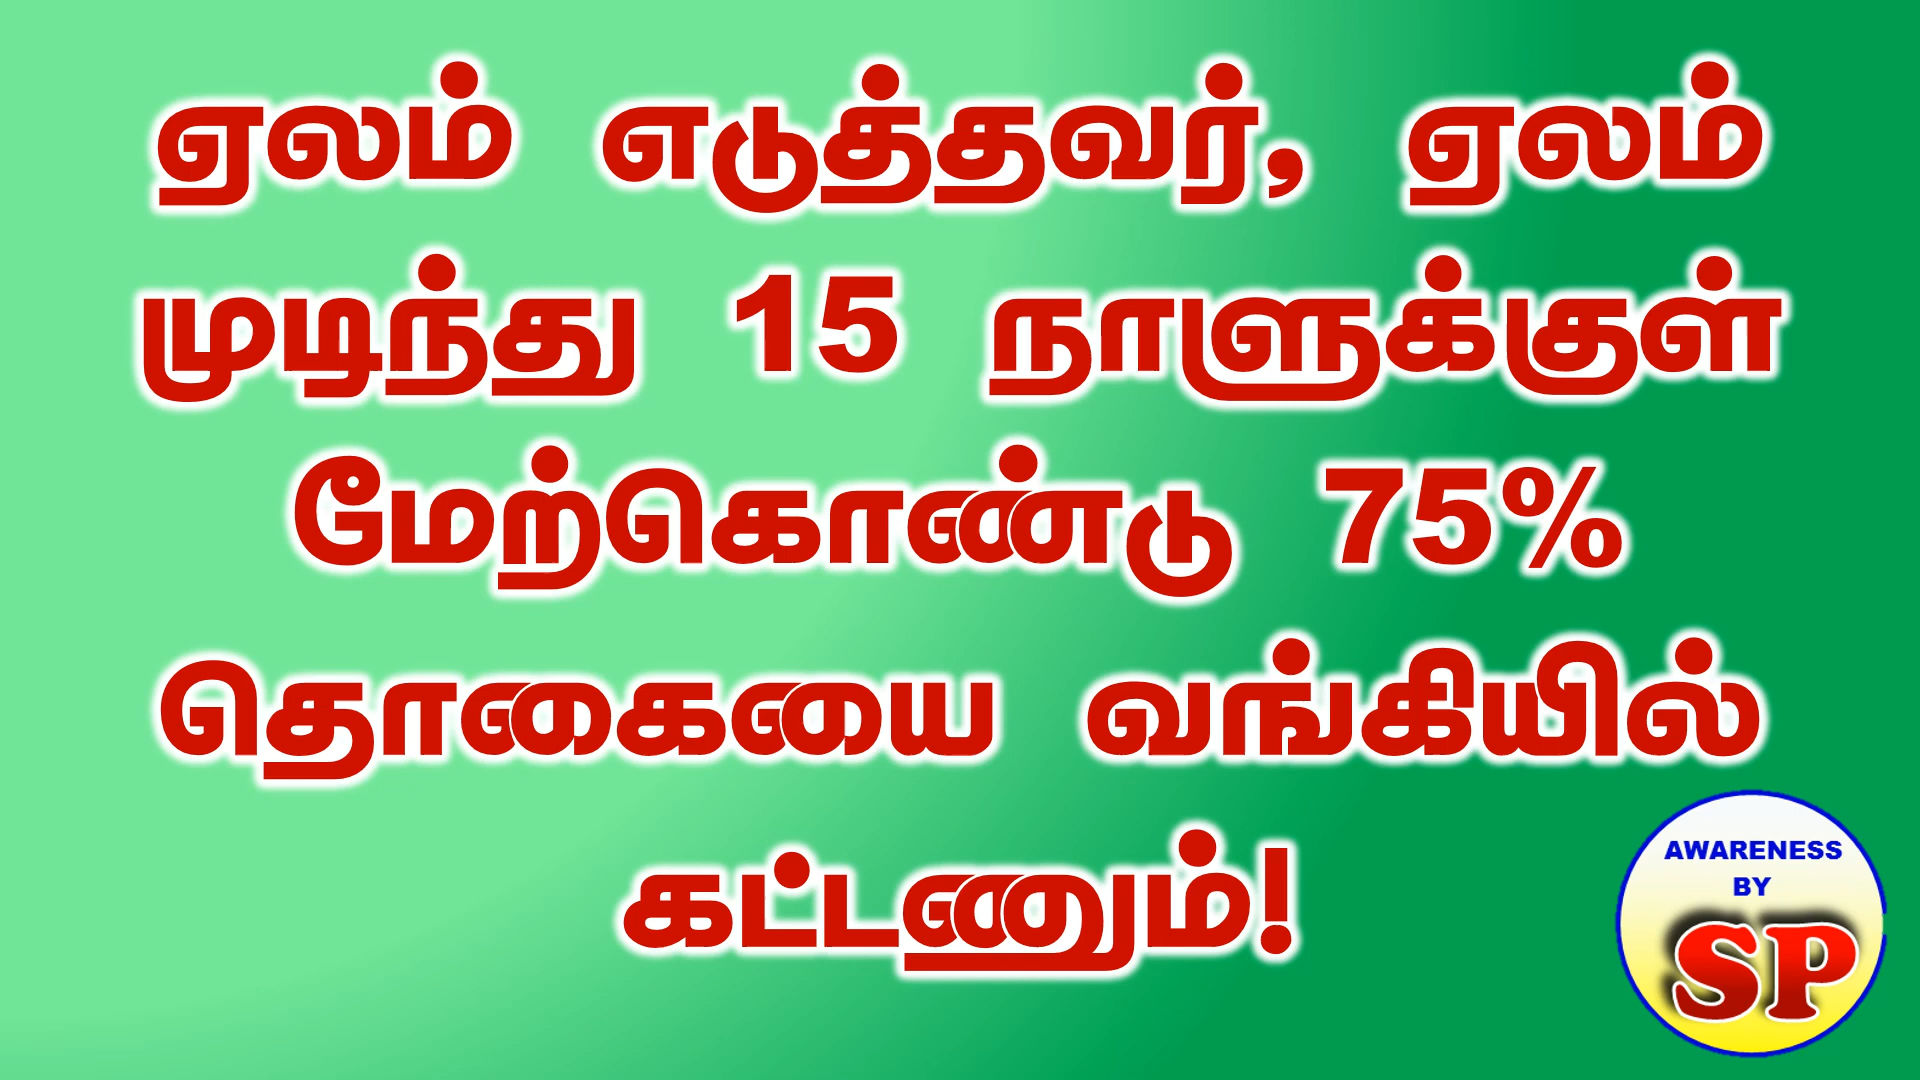 ஏலம் எடுத்தவர், ஏலம்
முடிந்து 15 நாளுக்குள்
மேற்கொண்டு 75%
தொகையை வங்கியில்
கட்டணும்!
AWARENESS
BY
SP